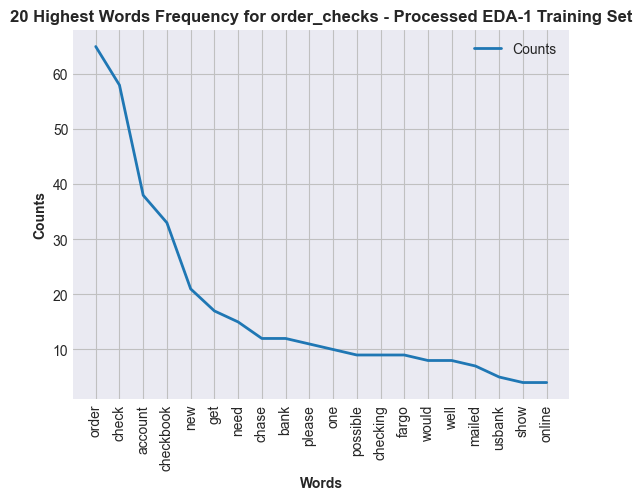 20 Highest Words Frequency for order_checks - Processed EDA-1 Training Set
Counts
60
50
40
30
20
10
Counts
order
check
account
checkbook
new
get
need
chase
bank
please
one
possible
checking
fargo
would
well
mailed
usbank
show
online
Words